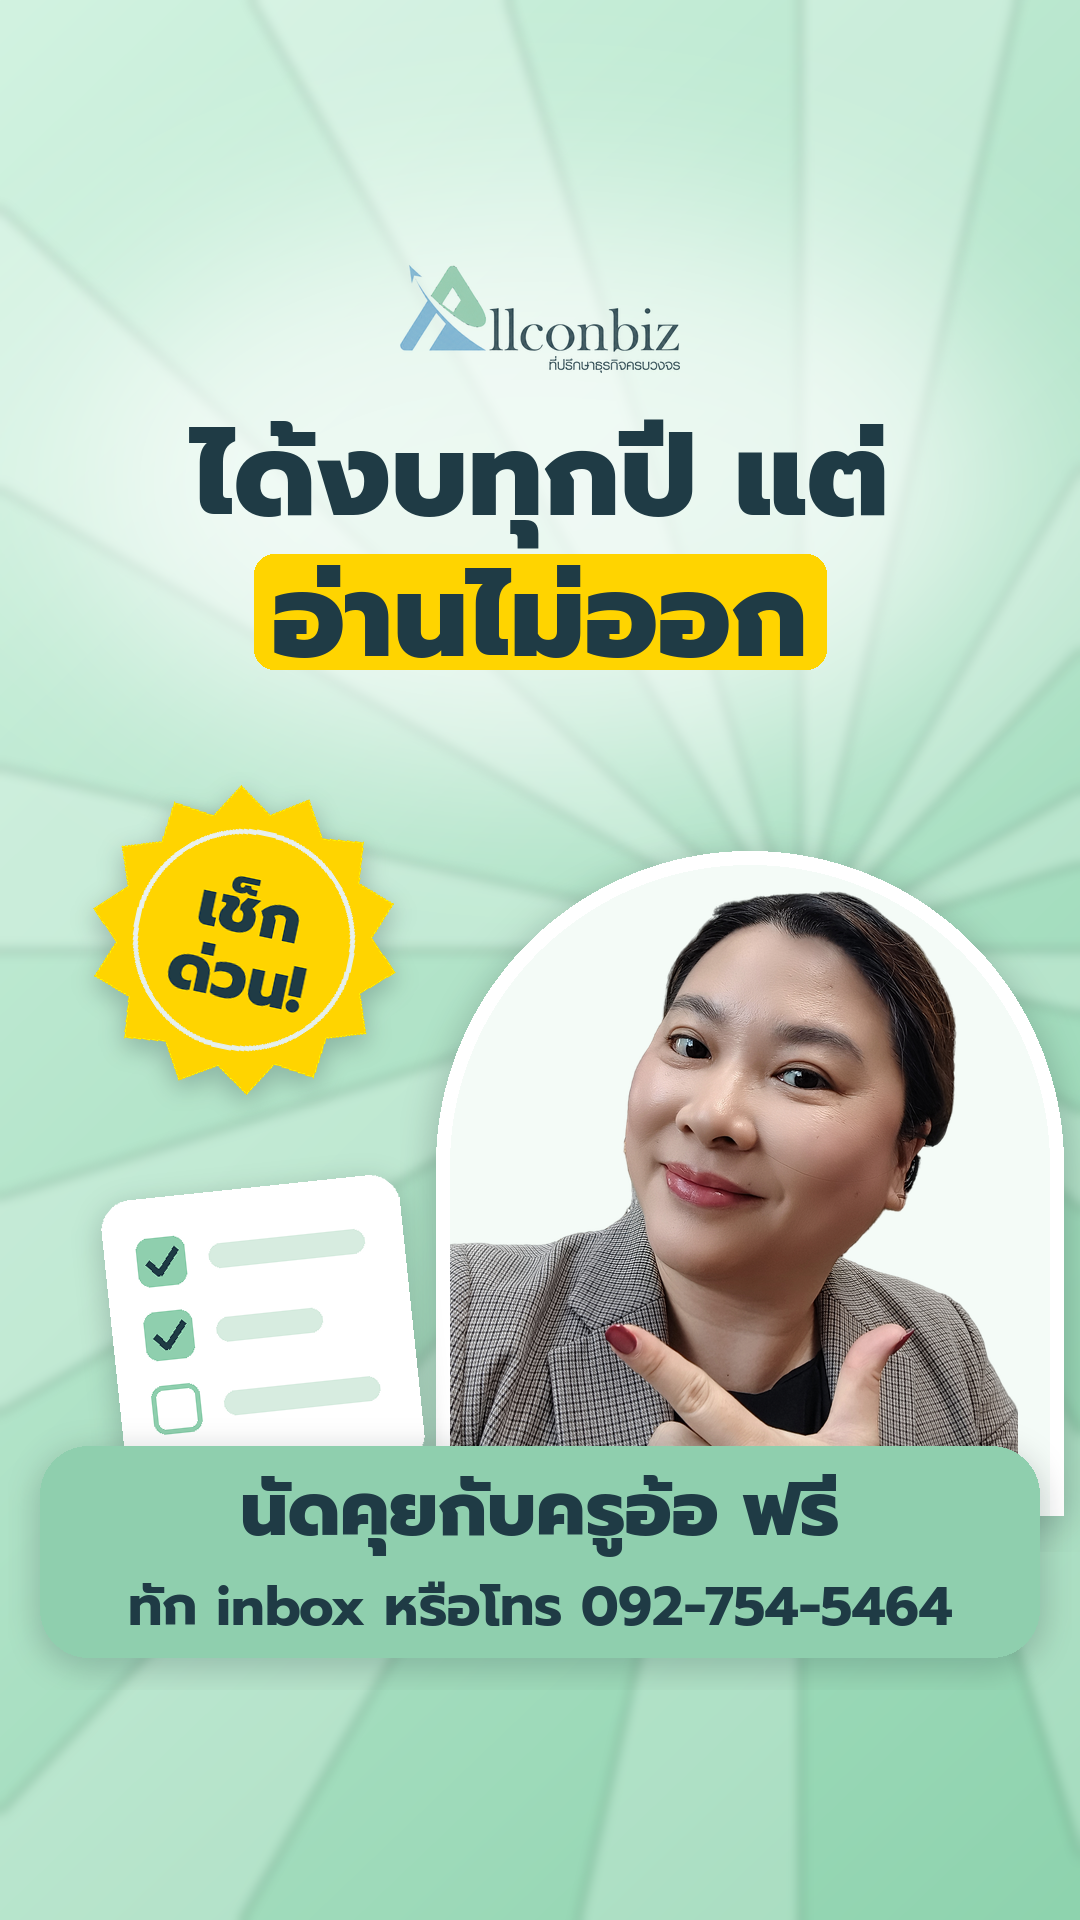 Allconbiz
ที่ปรึกษาธุรกิจครบวงจร
ได้งบทุกปี แต่
อ่านไม่ออก
เช็ก
ด่วน!
นัดคุยกับครูอ้อ ฟรี
ทัก inbox หรือโทร 092-754-5464